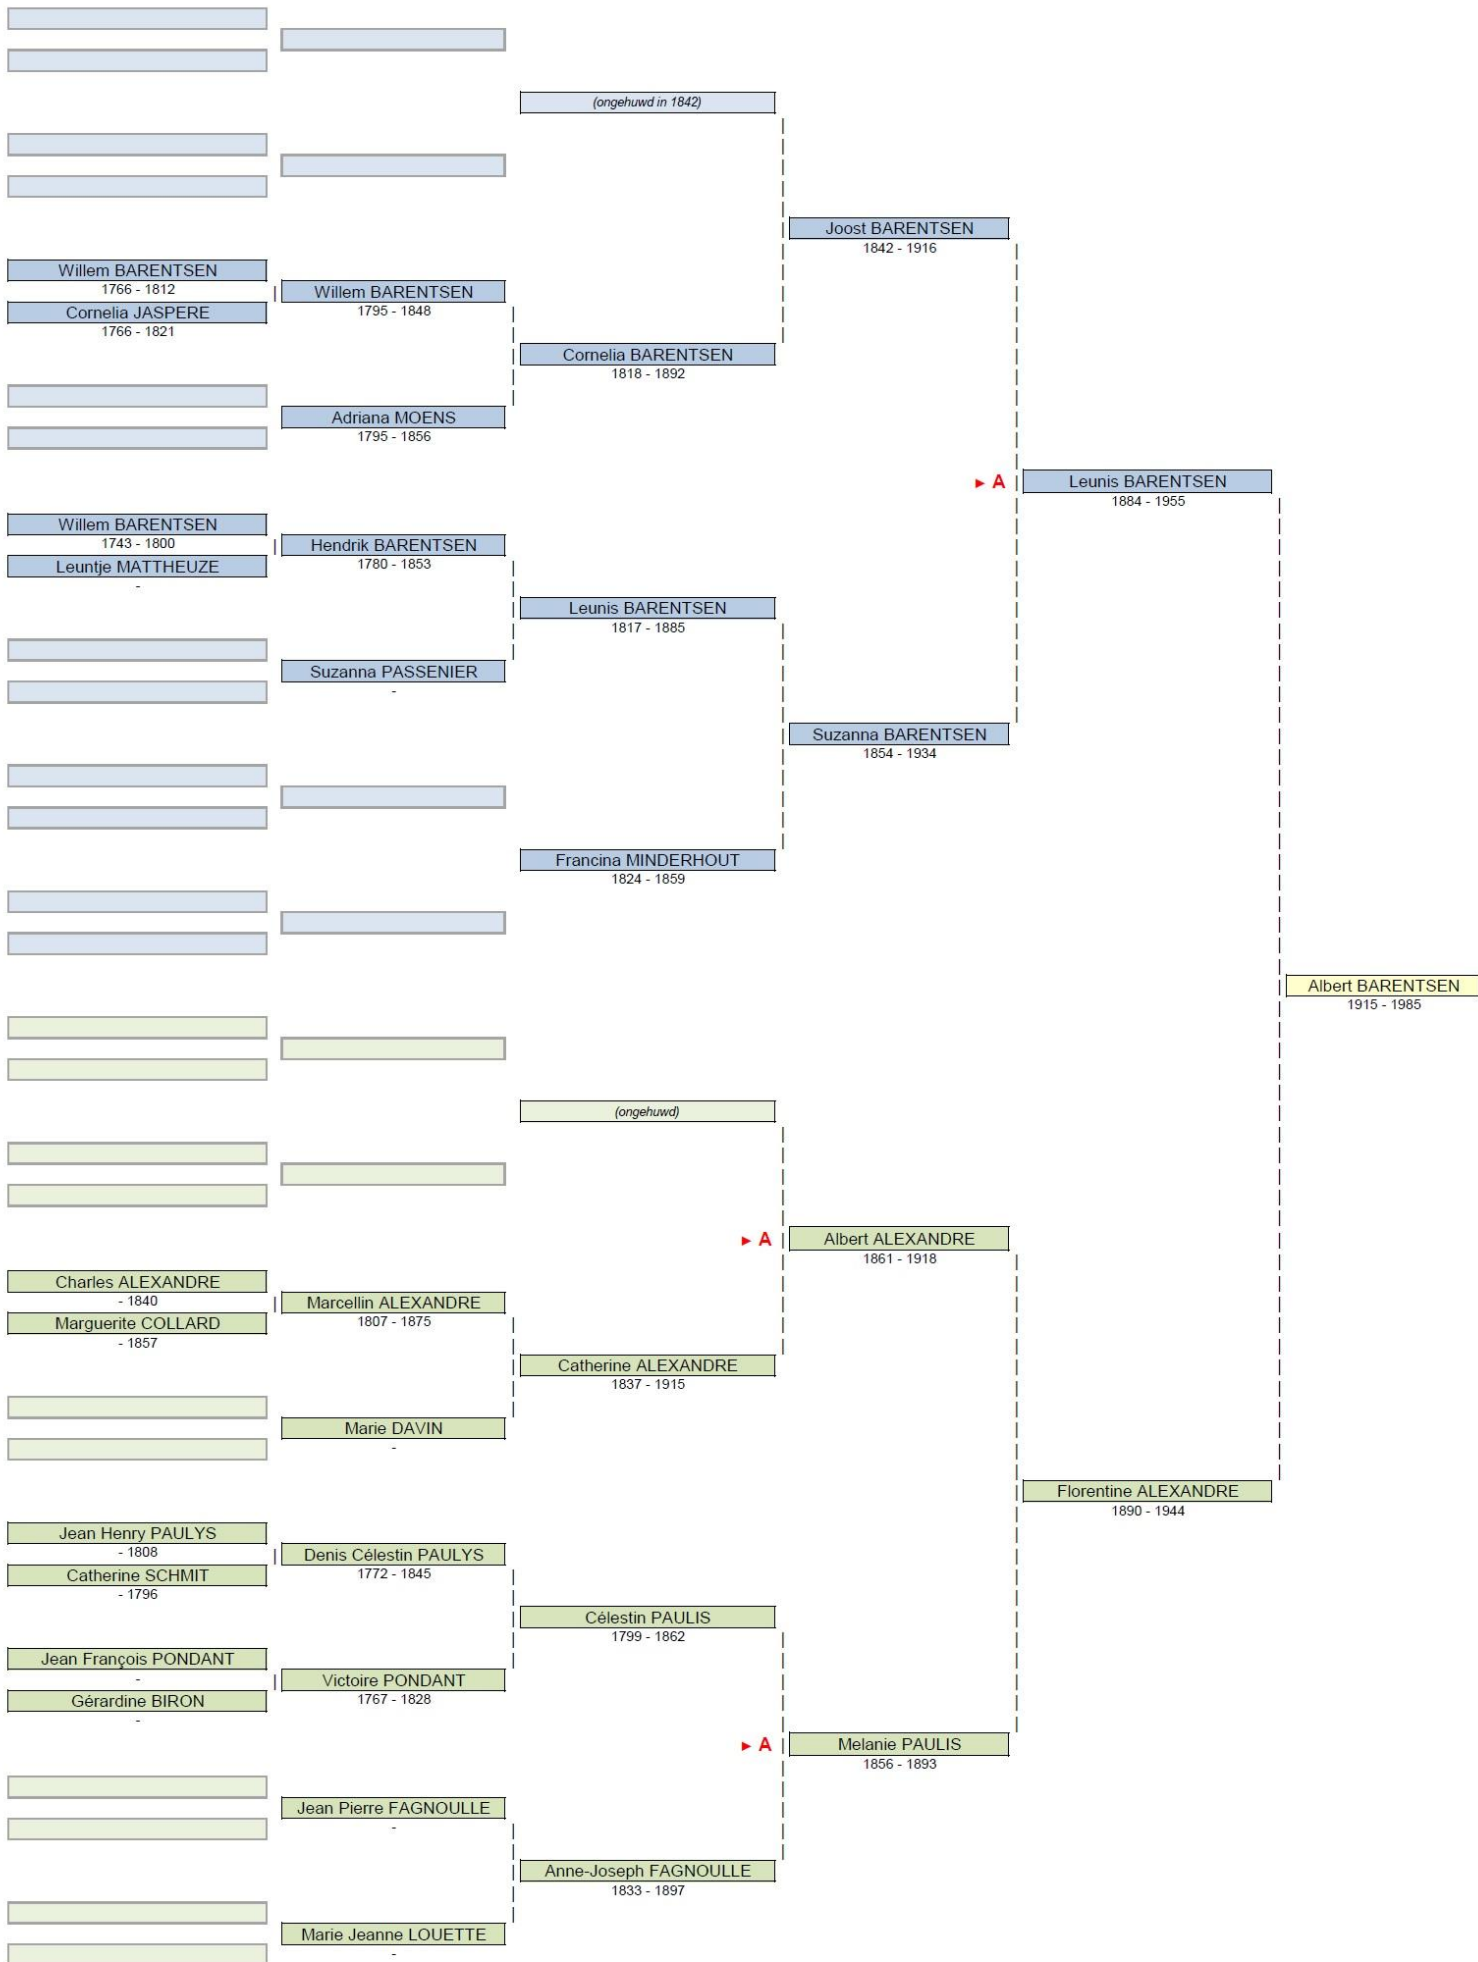 (ongehuwd in 1842)
Joost BARENTSEN
1842 - 1916
Willem BARENTSEN
1766 - 1812
Cornelia JASPERE
1766 - 1821
Willem BARENTSEN
1795 - 1848
Cornelia BARENTSEN
1818 - 1892
Adriana MOENS
1795 - 1856
► A
Leunis BARENTSEN
1884 - 1955
Willem BARENTSEN
1743 - 1800
Leuntje MATTHEUZE
-
Hendrik BARENTSEN
1780 - 1853
Leunis BARENTSEN
1817 - 1885
Suzanna PASSENIER
-
Suzanna BARENTSEN
1854 - 1934
Francina MINDERHOUT
1824 - 1859
Albert BARENTSEN
1915 - 1985
(ongehuwd)
► A
Albert ALEXANDRE
1861 - 1918
Charles ALEXANDRE
- 1840
Marguerite COLLARD
- 1857
Marcellin ALEXANDRE
1807 - 1875
Catherine ALEXANDRE
1837 - 1915
Marie DAVIN
-
Florentine ALEXANDRE
1890 - 1944
Jean Henry PAULYS
- 1808
Catherine SCHMIT
- 1796
Denis Célestin PAULYS
1772 - 1845
Célestin PAULIS
1799 - 1862
Jean François PONDANT
-
Gérardine BIRON
-
Victoire PONDANT
1767 - 1828
► A
Melanie PAULIS
1856 - 1893
Jean Pierre FAGNOULLE
-
Anne-Joseph FAGNOULLE
1833 - 1897
Marie Jeanne LOUETTE
-